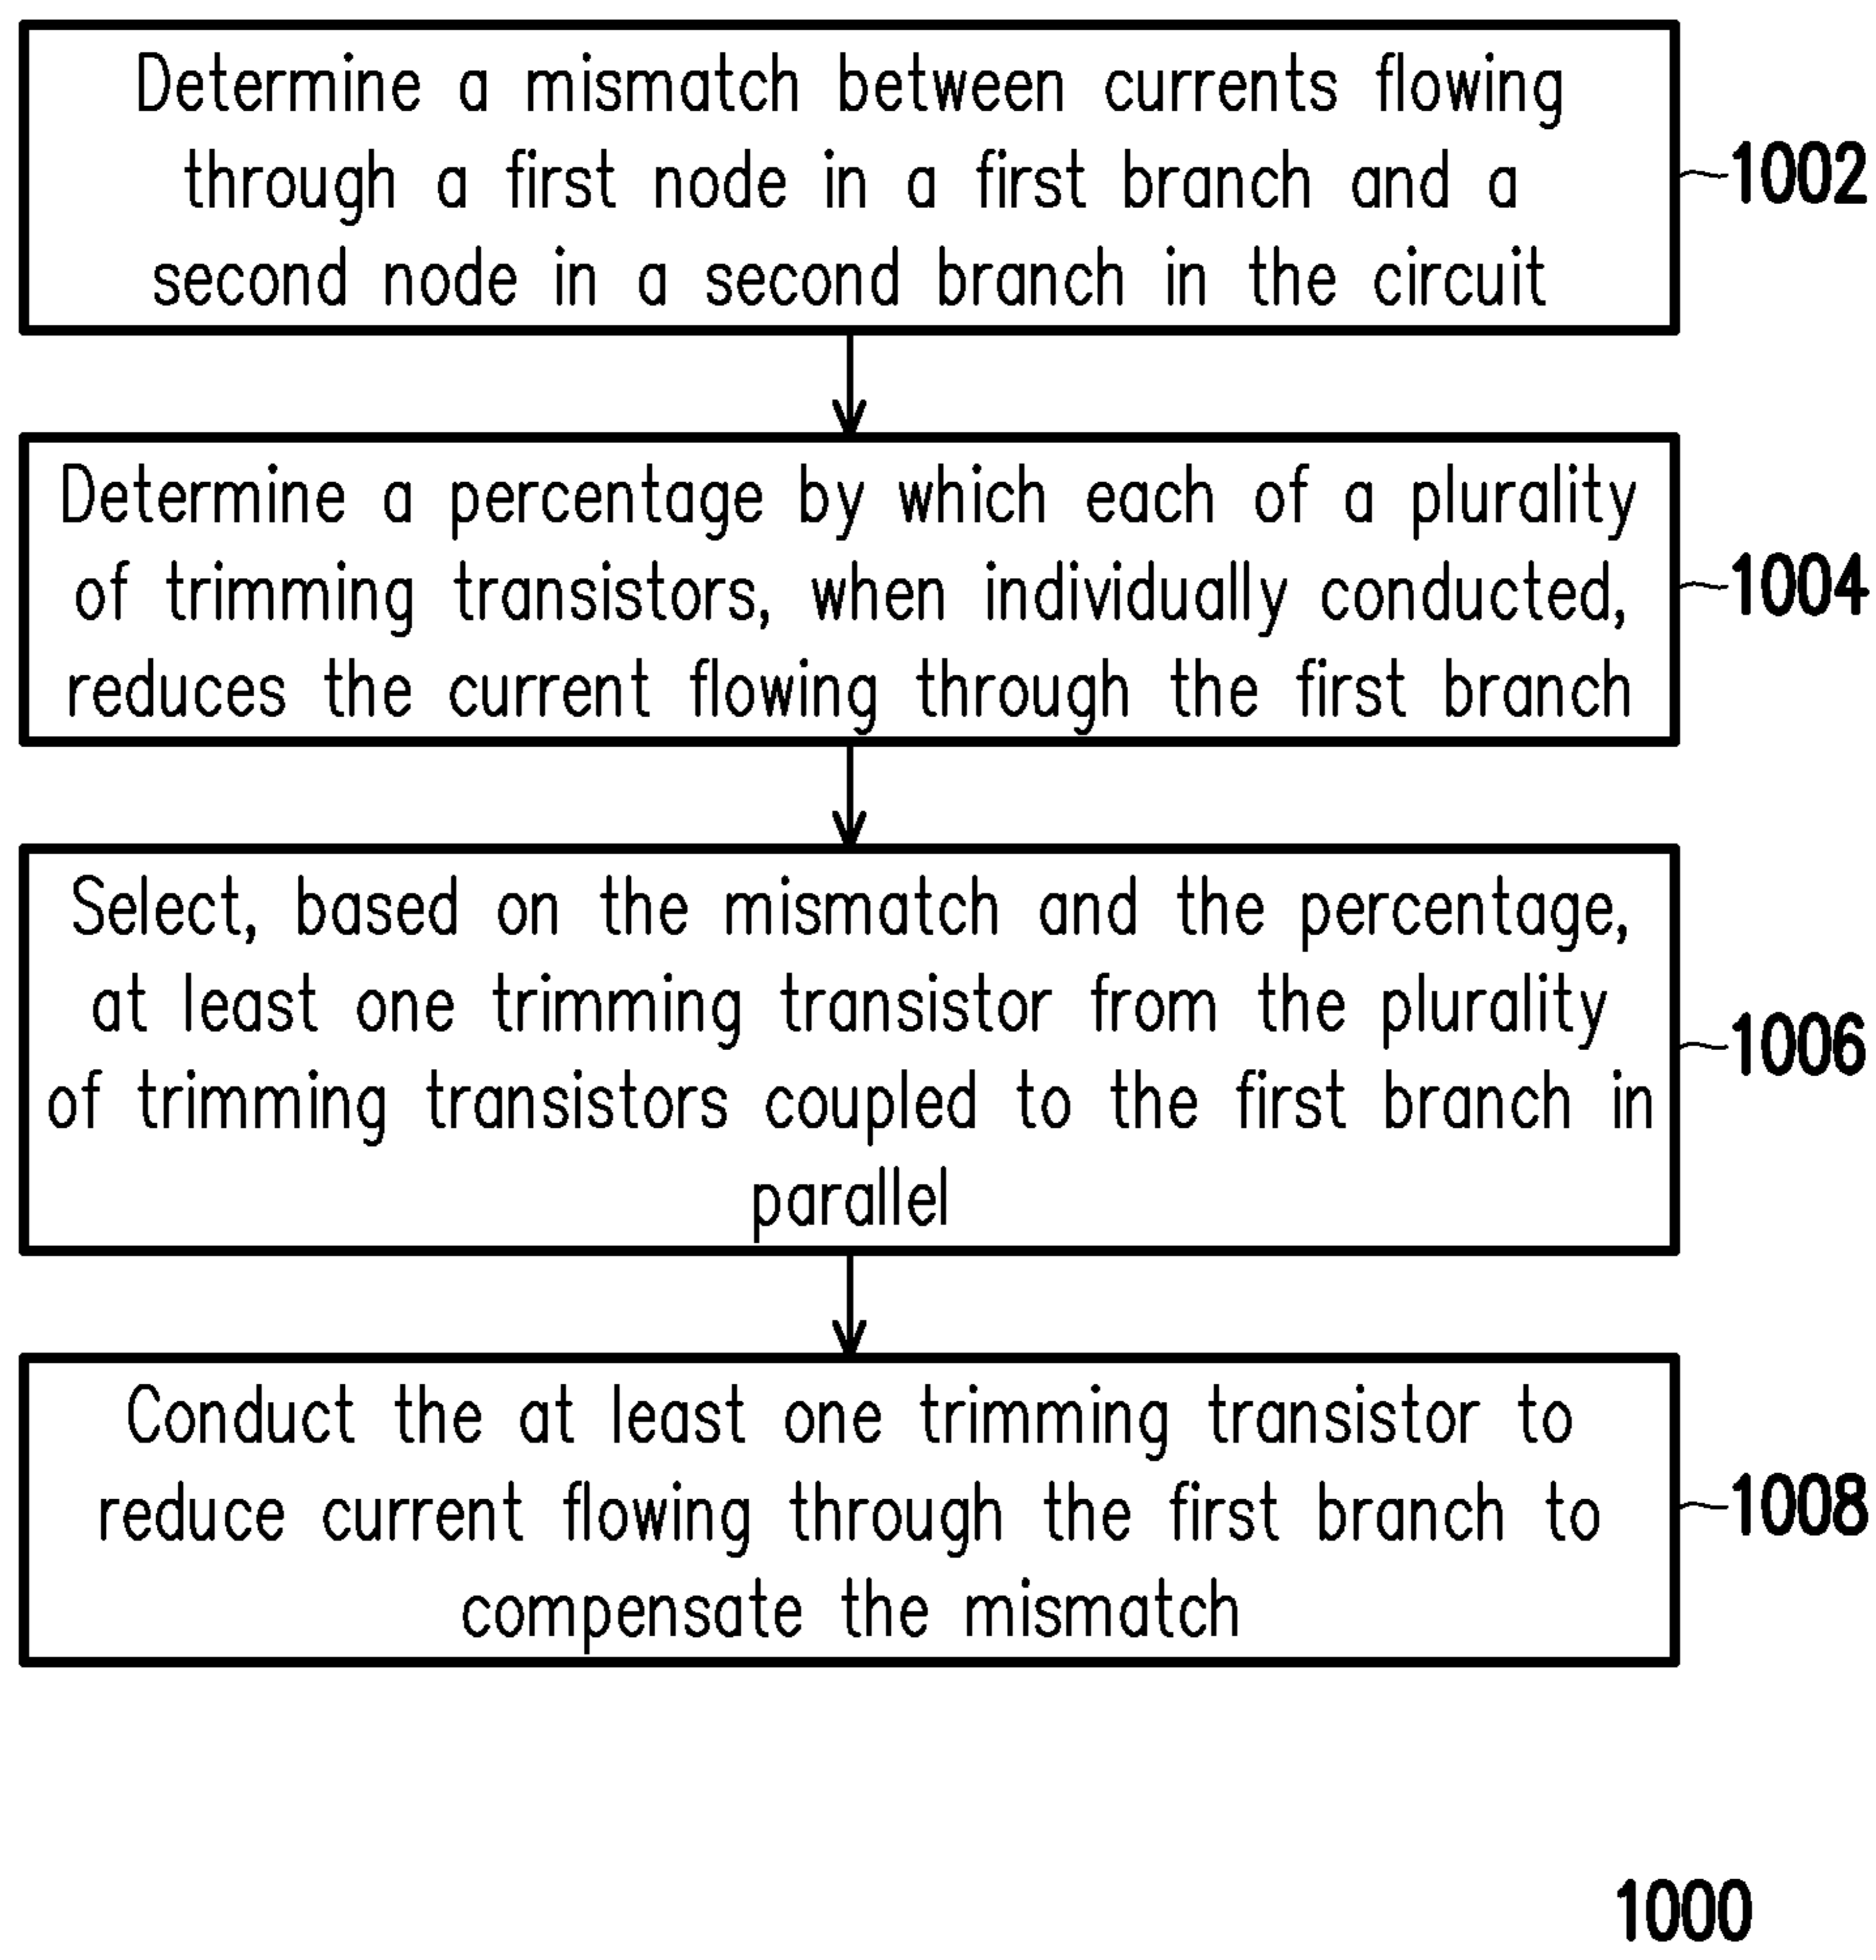 Determine a mismatch between currents flowing
through a first node in a first branch and a
second node in a second branch in the circuit
1002
Determine a percentage by which each of a plurality
of trimming transistors, when individually conducted,
reduces the current flowing through the first branch
1004
Select, based on the mismatch and the percentage,
at least one trimming transistor from the plurality
of trimming transistors coupled to the first branch in
parallel
1006
Conduct the at least one trimming transistor to
reduce current flowing through the first branch to
compensate the mismatch
1008
1000